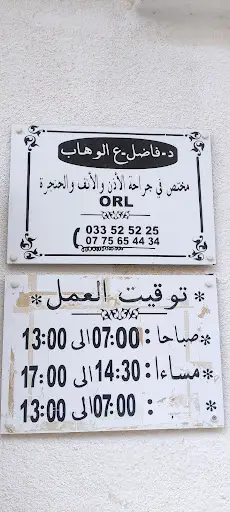 د-فاضل-ع الوهاب
مختص في جراحة الأذن والأنف والحنجرة
ORL
033 52 52 25
07 75 65 44 34
* توقيت العمل *
* صباحا : 07:00 الى 13:00
* مساءا : 14:30 الى 17:00
* : 07:00 الى 13:00